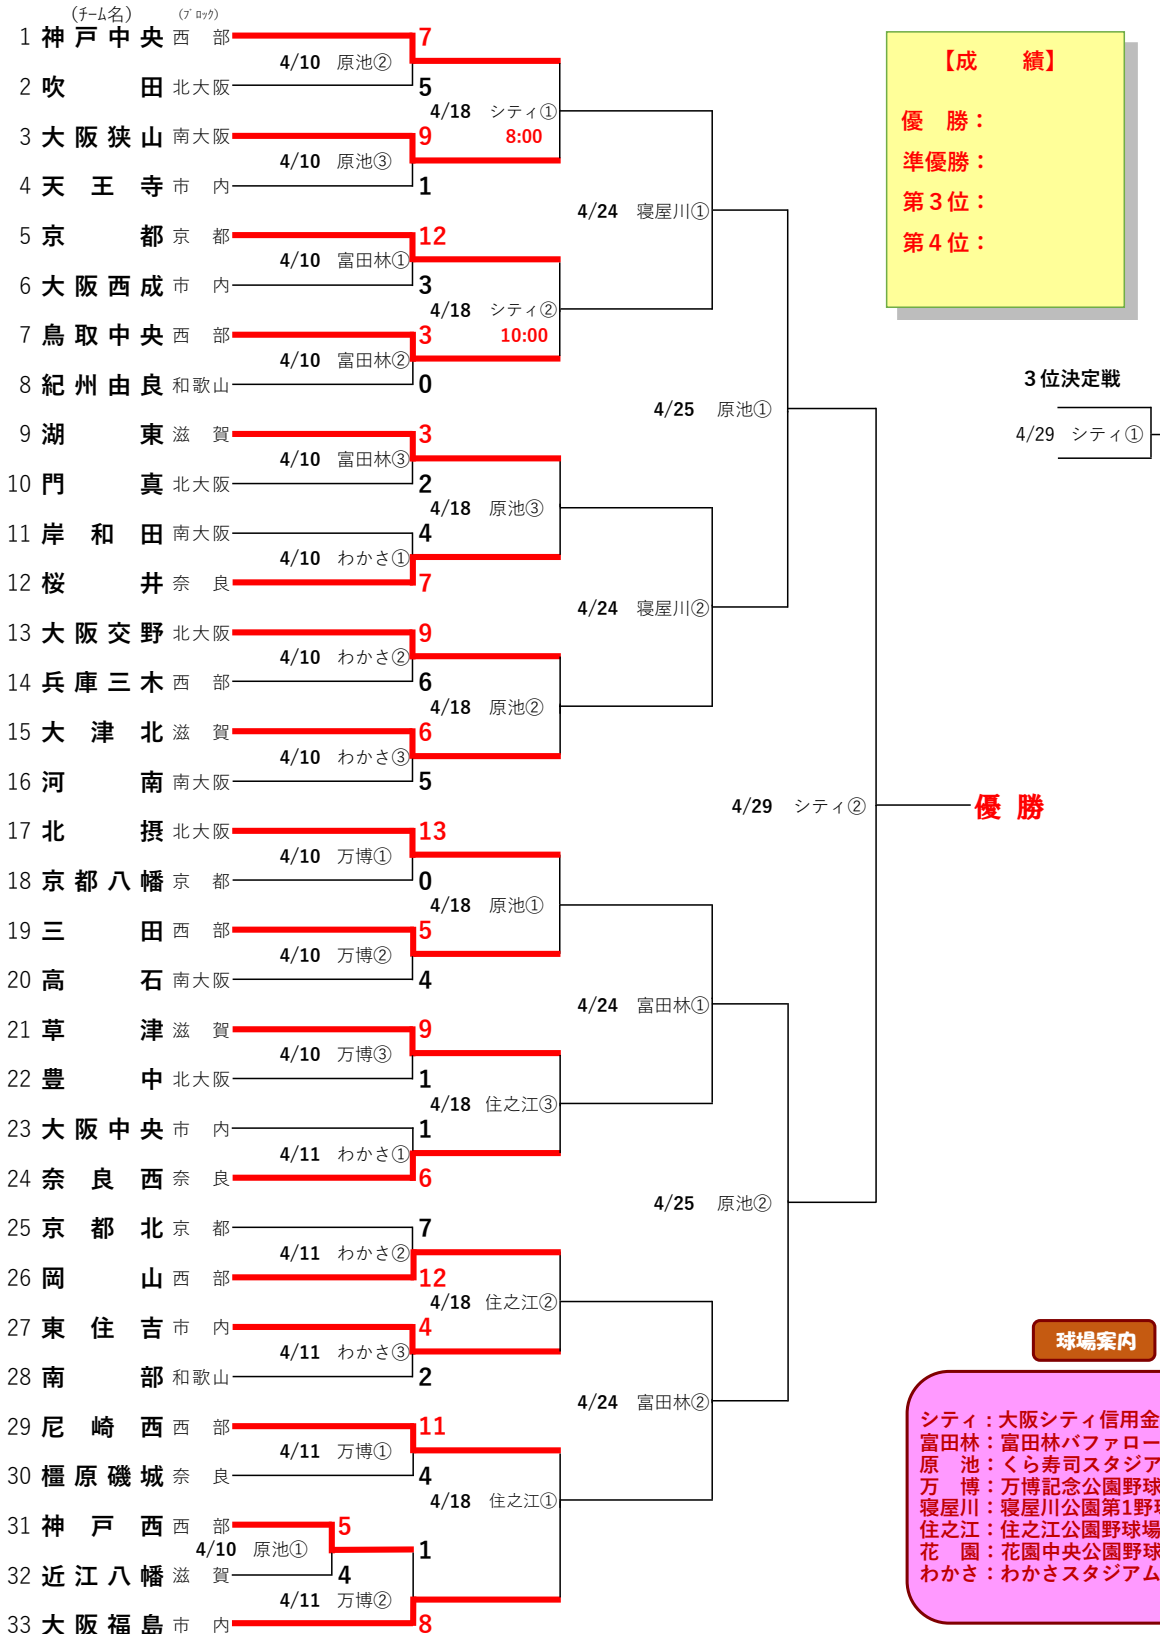 (チーム名) (ブロック)
1 神戸中央 西部 7
4/10 原池②
2 吹田 北大阪 5
4/18 シティ①
8:00
3 大阪狭山 南大阪 9
4/10 原池③
4 天王寺 市内 1
4/24 寝屋川①
5 京都 京都 12
4/10 富田林①
6 大阪西成 市内 3
4/18 シティ②
10:00
7 鳥取中央 西部 3
4/10 富田林②
8 紀州由良 和歌山 0
4/25 原池①
9 湖東 滋賀 3
4/10 富田林③
10 門真 北大阪 2
4/18 原池③
11 岸和田 南大阪 4
4/10 わかさ①
12 桜井 奈良 7
4/24 寝屋川②
13 大阪交野 北大阪 9
4/10 わかさ②
14 兵庫三木 西部 6
4/18 原池②
15 大津北 滋賀 6
4/10 わかさ③
16 河南 南大阪 5
4/29 シティ② 優勝
17 北摂 北大阪 13
4/10 万博①
18 京都八幡 京都 0
4/18 原池①
19 三田 西部 5
4/10 万博②
20 高石 南大阪 4
4/24 富田林①
21 草津 滋賀 9
4/10 万博③
22 豊中 北大阪 1
4/18 住之江③
23 大阪中央 市内 1
4/11 わかさ①
24 奈良西 奈良 6
4/25 原池②
25 京都北 京都 7
4/11 わかさ②
26 岡山 西部 12
4/18 住之江②
27 東住吉 市内 4
4/11 わかさ③
28 南部 和歌山 2
4/24 富田林②
29 尼崎西 西部 11
4/11 万博①
30 橿原磯城 奈良 4
4/18 住之江①
31 神戸西 西部 5
4/10 原池① 1
32 近江八幡 滋賀 4
4/11 万博②
33 大阪福島 市内 8
【成 績】
優 勝：
準優勝：
第３位：
第４位：
３位決定戦
4/29 シティ①
球場案内
シティ：大阪シティ信用金
富田林：富田林バファロー
原 池：くら寿司スタジア
万 博：万博記念公園野球
寝屋川：寝屋川公園第1野球
住之江：住之江公園野球場
花 園：花園中央公園野球
わかさ：わかさスタジアム